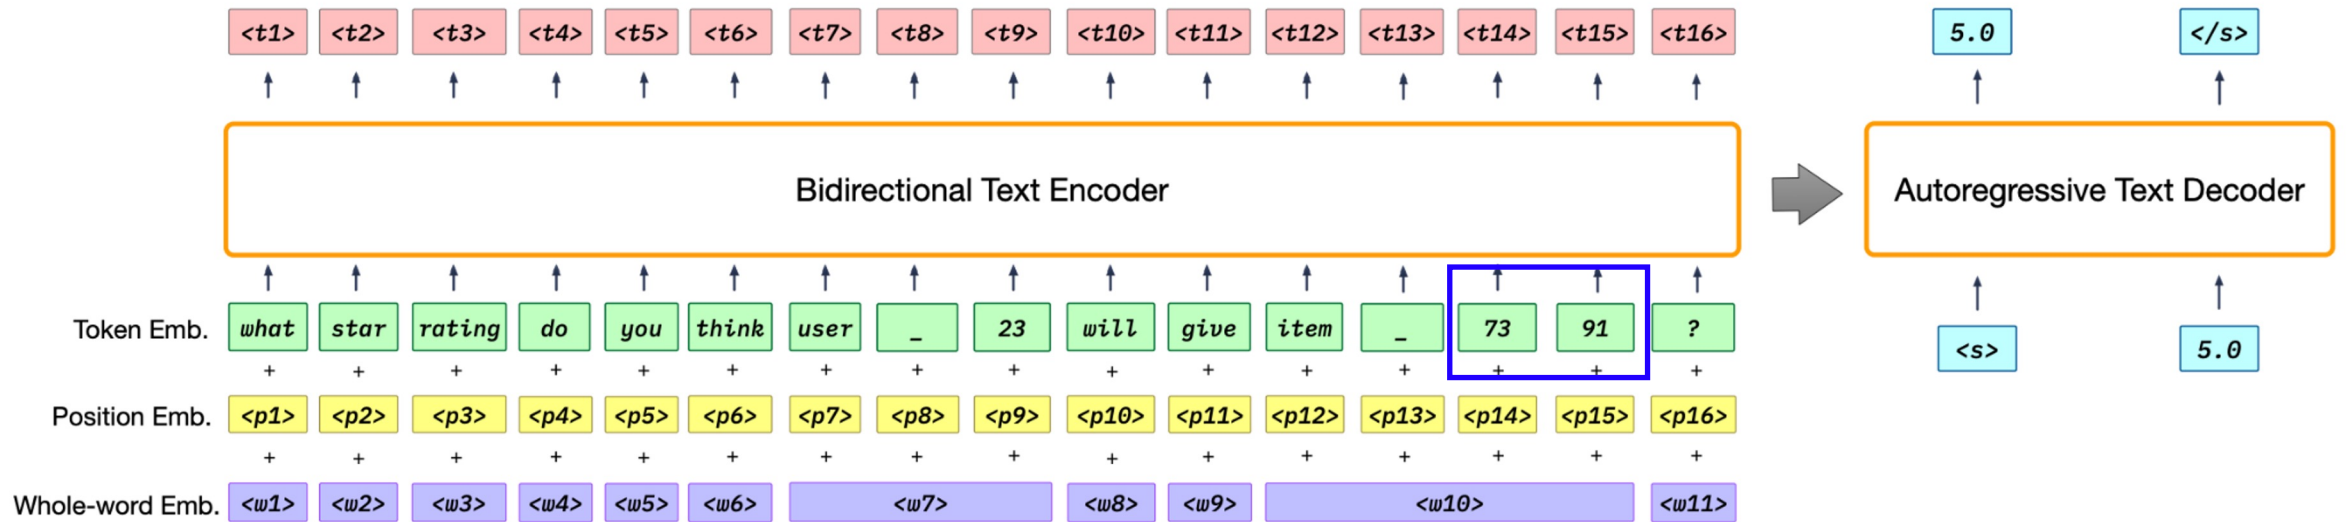 <t1> <t2> <t3> <t4> <t5> <t6> <t7> <t8> <t9> <t10> <t11> <t12> <t13> <t14> <t15> <t16> 5.0 </s>
Bidirectional Text Encoder Autoregressive Text Decoder
Token Emb. what star rating do you think user _ 23 will give item _ 73 91 ? <s> 5.0
+ + + + + + + + + + + + + + + +
Position Emb. <p1> <p2> <p3> <p4> <p5> <p6> <p7> <p8> <p9> <p10> <p11> <p12> <p13> <p14> <p15> <p16>
+ + + + + + + + + + + + + + + +
Whole-word Emb. <w1> <w2> <w3> <w4> <w5> <w6> <w7> <w8> <w9> <w10> <w11>